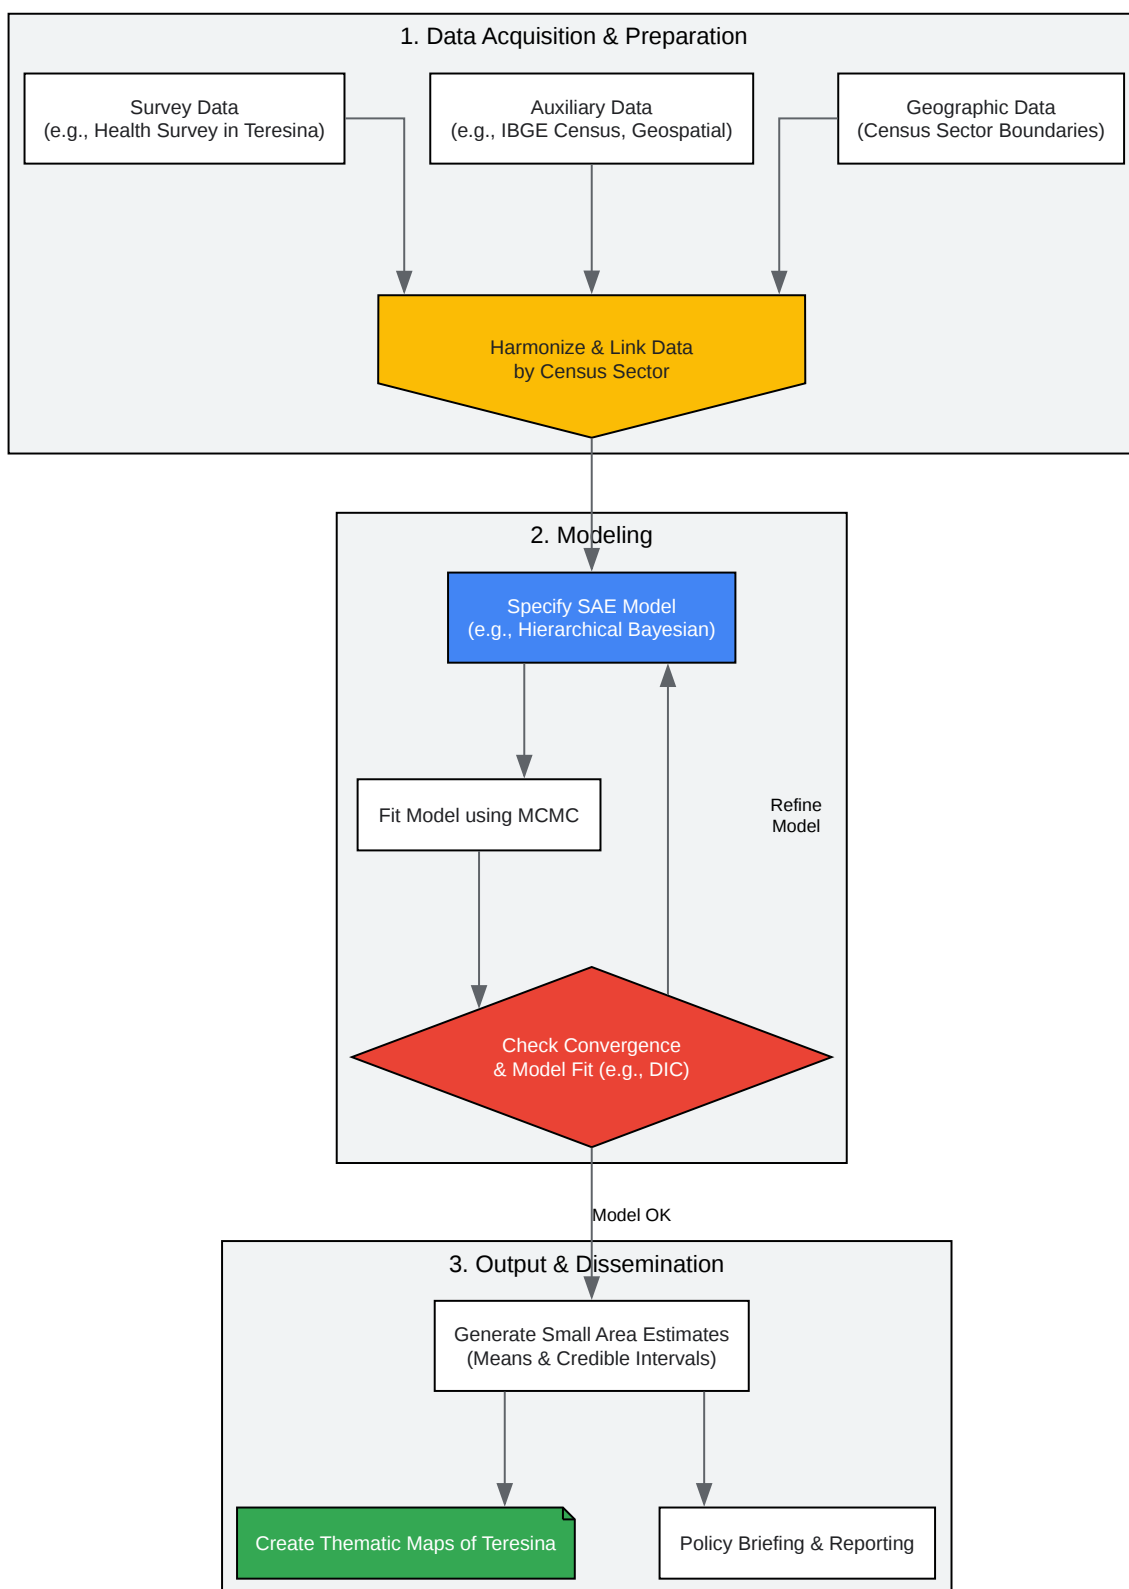 1. Data Acquisition & Preparation
Survey Data
(e.g., Health Survey in Teresina)
Auxiliary Data
(e.g., IBGE Census, Geospatial)
Geographic Data
(Census Sector Boundaries)
Harmonize & Link Data
by Census Sector
2. Modeling
Specify SAE Model
(e.g., Hierarchical Bayesian)
Fit Model using MCMC
Refine
Model
Check Convergence
& Model Fit (e.g., DIC)
Model OK
3. Output & Dissemination
Generate Small Area Estimates
(Means & Credible Intervals)
Create Thematic Maps of Teresina
Policy Briefing & Reporting